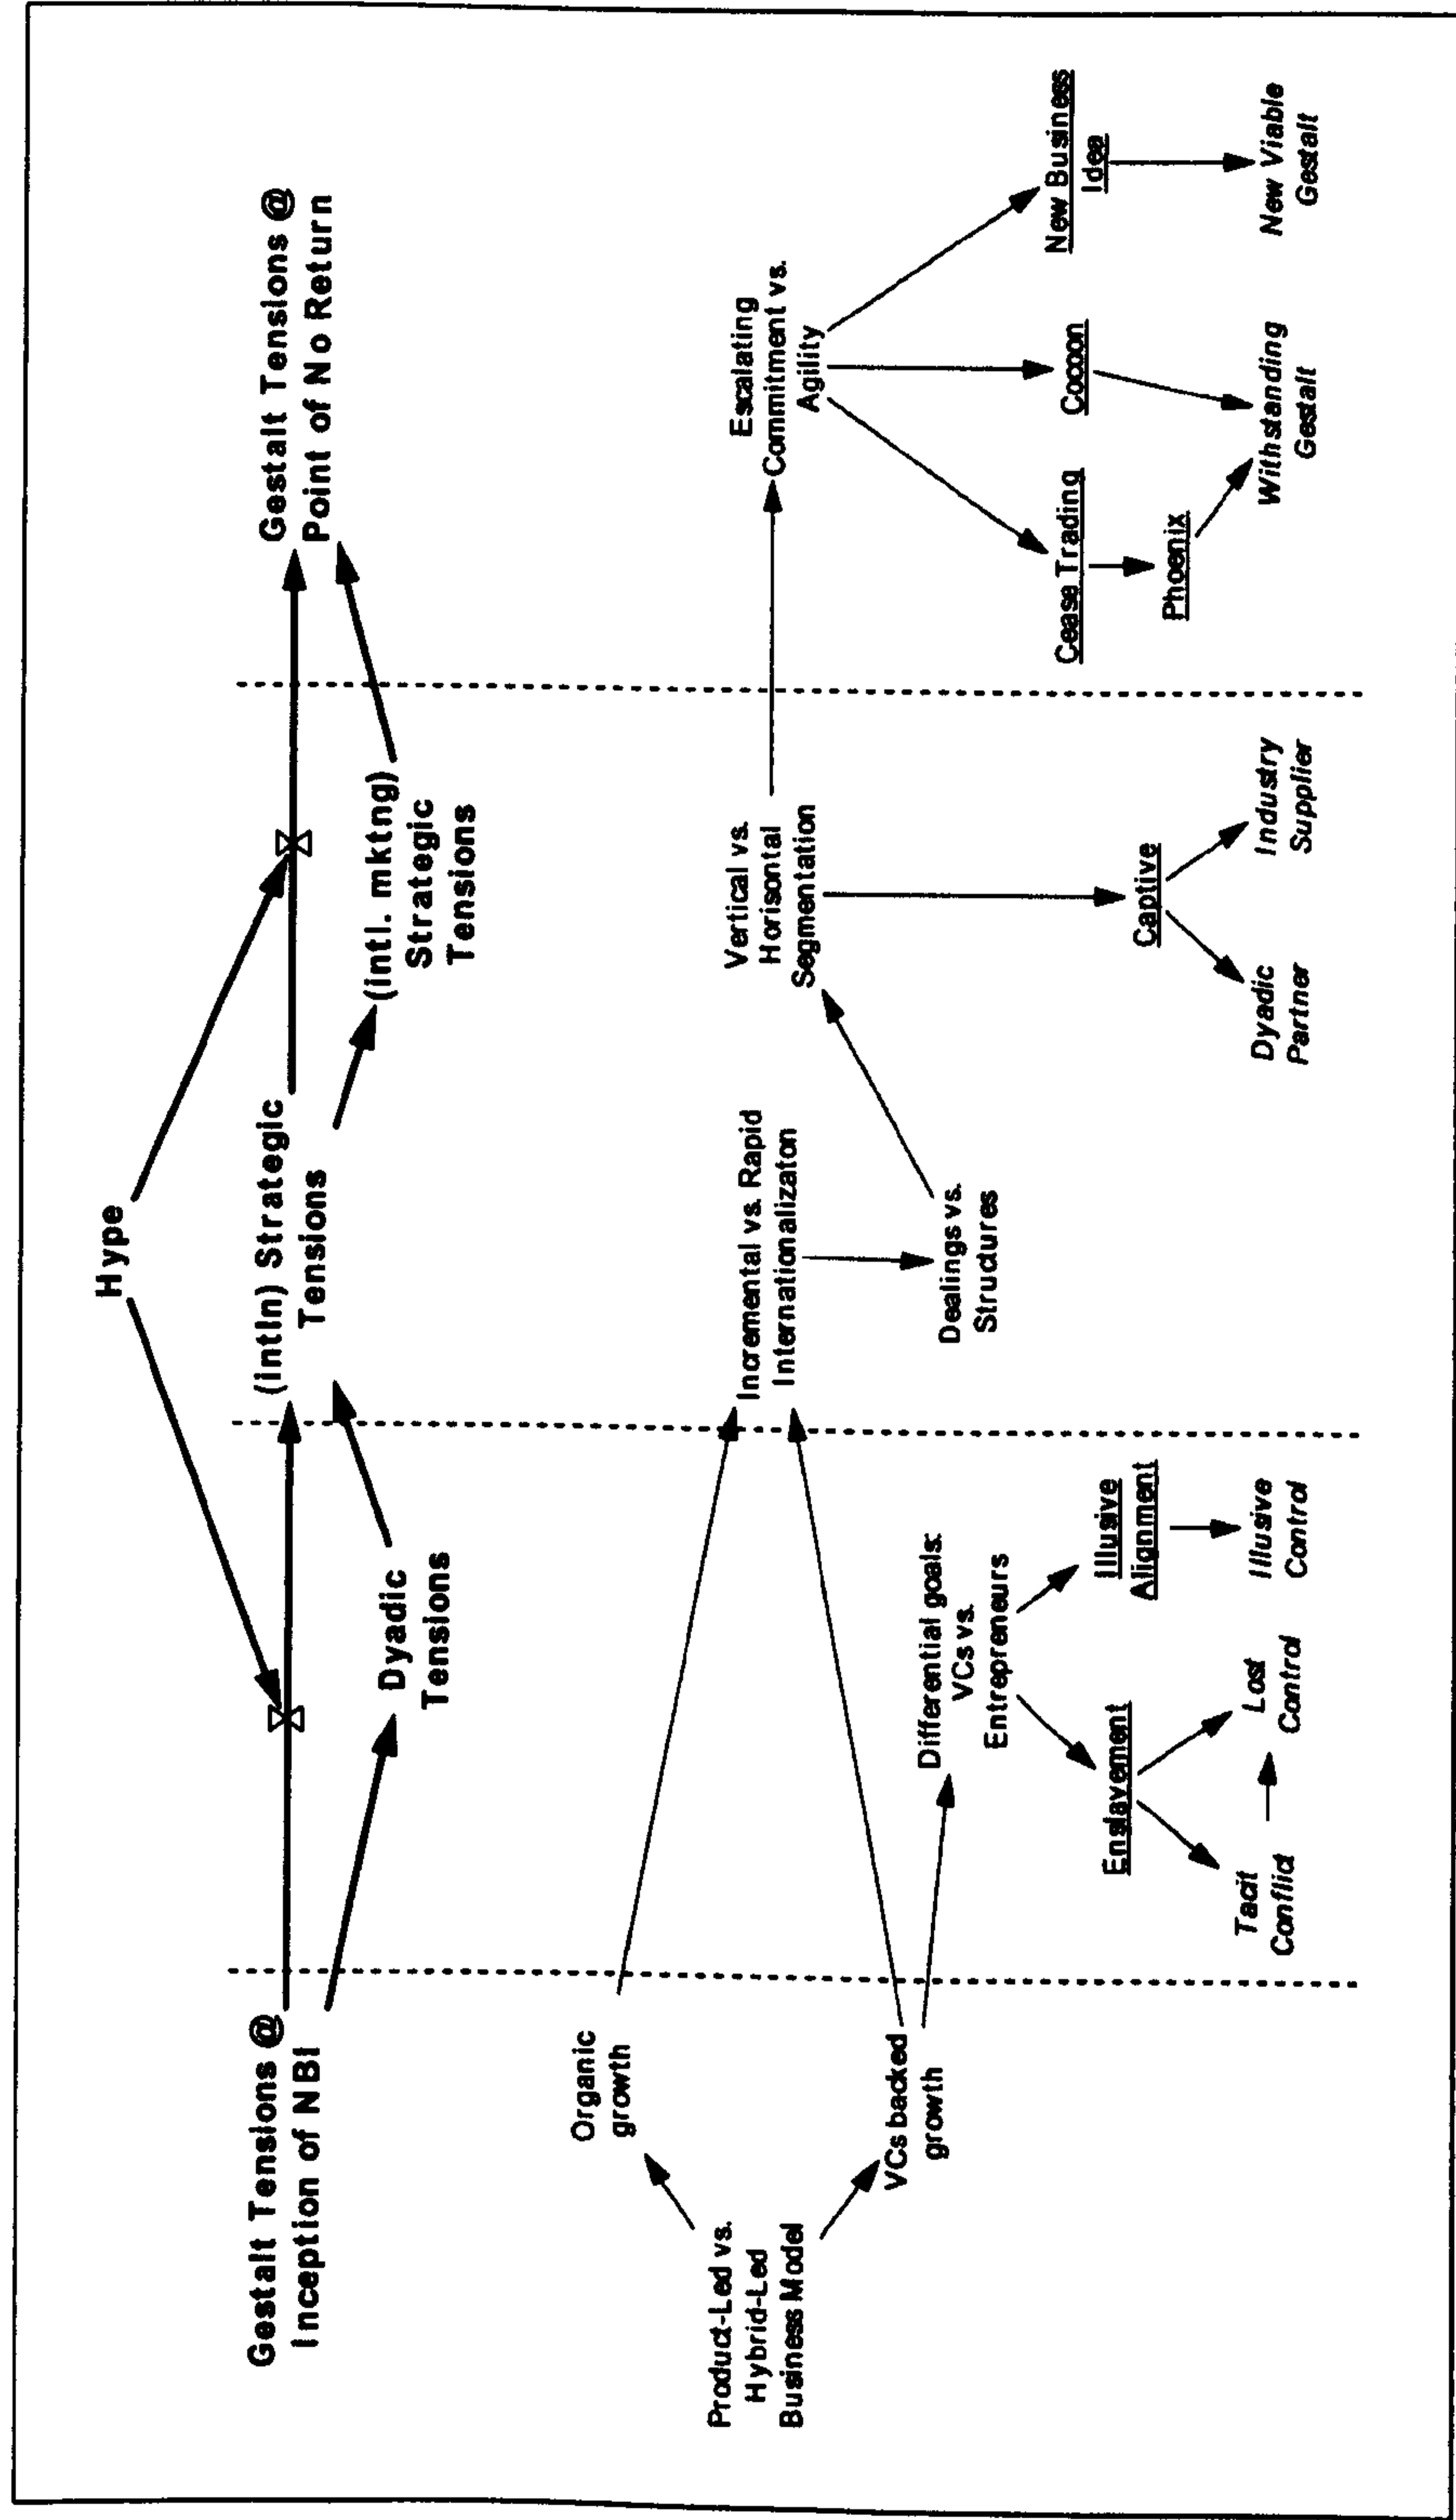 Hype
Gestalt Tensions @
Inception of NBI
(intln) Strategic
Tensions
Gestalt Tensions @
Point of No Return
Dyadic
Tensions
(intl. mktng)
Strategic
Tensions
Organic
growth
Product-Led vs.
Hybrid-Led
Business Model
VCs backed
growth
Incremental vs. Rapid
Internationalizaton
Vertical vs.
Horisontal
Segmentation
Escalating
Commitment vs.
Agility
Differential goals:
VCs vs.
Entrepreneurs
Dealings vs.
Structures
Enslavement
Illusive
Alignment
Captive
Cease Trading
Phoenix
Cocoon
New Business
Idea
Tacit
Conflict
Lost
Control
Illusive
Control
Dyadic
Partner
Industry
Supplier
Withstanding
Gestalt
New Viable
Gestalt